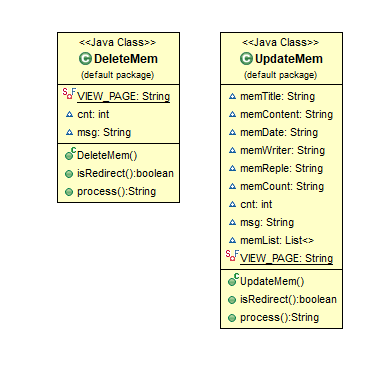 <<Java Class>>
DeleteMem
(default package)
VIEW_PAGE: String
cnt: int
msg: String
DeleteMem()
isRedirect():boolean
process():String
<<Java Class>>
UpdateMem
(default package)
memTitle: String
memContent: String
memDate: String
memWriter: String
memReple: String
memCount: String
cnt: int
msg: String
memList: List<>
VIEW_PAGE: String
UpdateMem()
isRedirect():boolean
process():String